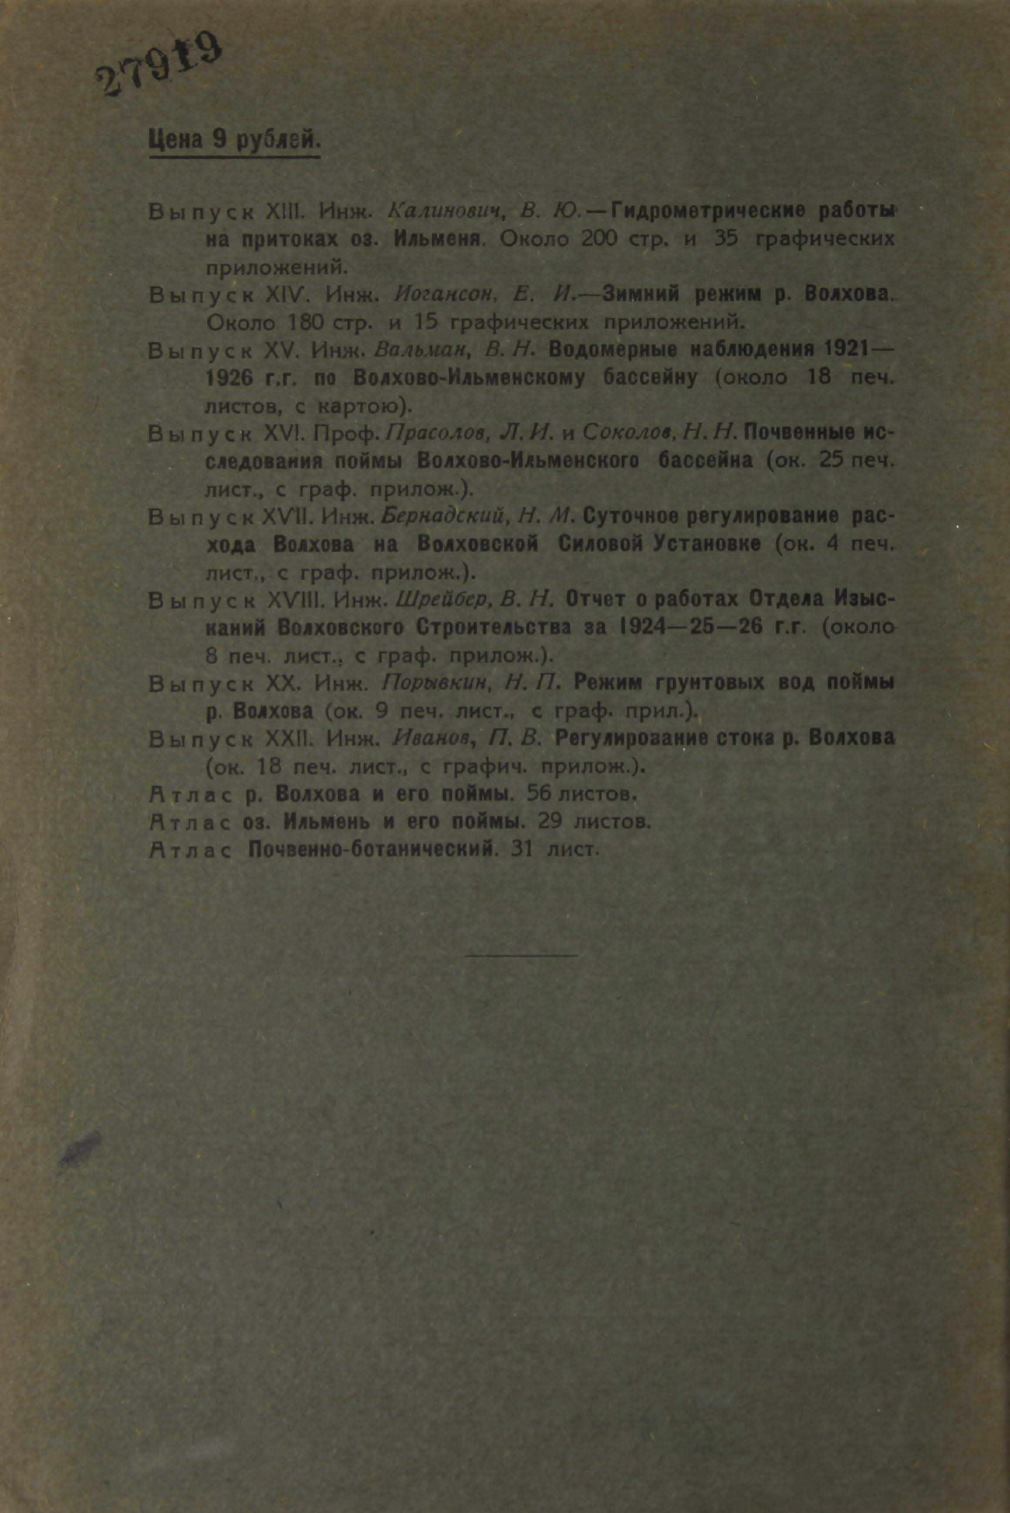 27919
Цена 9 рублей.
Выпуск XIII. Инж. Калинович, В. Ю.—Гидрометрические работы
на притоках оз. Ильменя. Около 200 стр. и 35 графических
приложений.
Выпуск XIV. Инж. Иогансон, Е. И.—Зимний режим р. Волхова.
Около 180 стр. и 15 графических приложений.
Выпуск XV. Инж. Вальман, В. Н. Водомерные наблюдения 1921—
1926 г.г. по Волхово-Ильменскому бассейну (около 18 печ.
листов, с картою).
Выпуск XVI. Проф. Прасолов, Л. И. и Соколов, Н. Н. Почвенные ис-
следования поймы Волхово-Ильменского бассейна (ок. 25 печ.
лист., с граф. прилож.).
Выпуск XVII. Инж. Бернадский, Н. М. Суточное регулирование рас-
хода Волхова на Волховской Силовой Установке (ок. 4 печ.
лист., с граф. прилож.).
Выпуск XVIII. Инж. Шрейбер, В. Н. Отчет о работах Отдела Изыс-
каний Волховского Строительства за 1924—25—26 г.г. (около
8 печ. лист., с граф. прилож.).
Выпуск XX. Инж. Порывкин, Н. П. Режим грунтовых вод поймы
р. Волхова (ок. 9 печ. лист., с граф. прил.).
Выпуск XXII. Инж. Иванов, П. В. Регулирование стока р. Волхова
(ок. 18 печ. лист., с графич. прилож.).
Атлас р. Волхова и его поймы. 56 листов.
Атлас оз. Ильмень и его поймы. 29 листов.
Атлас Почвенно-ботанический. 31 лист.